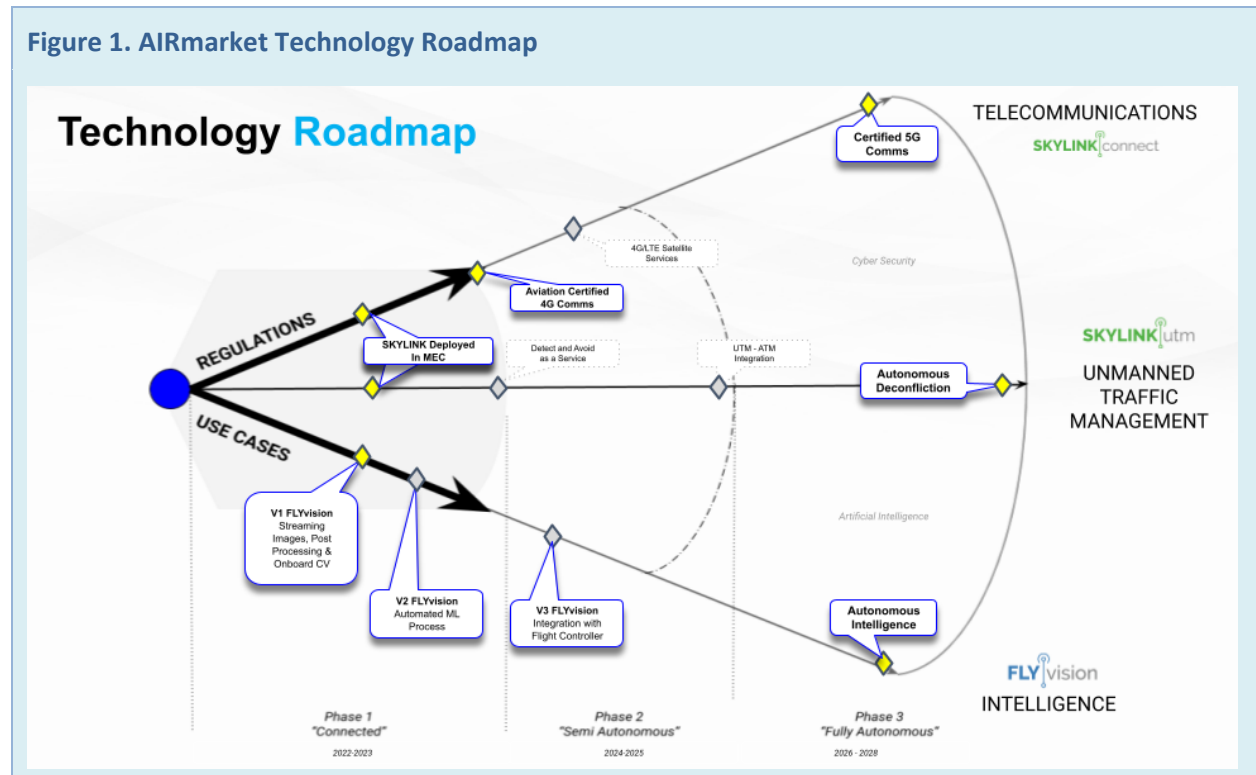 Figure 1. AIRmarket Technology Roadmap
Technology Roadmap
TELECOMMUNICATIONS
SKYLINK connect
Certified 5G
Comms
4G/LTE Satellite
Services
Cyber Security
Aviation Certified
4G Comms
REGULATIONS
SKYLINK Deployed
In MEC
Detect and Avoid
as a Service
UTM - ATM
Integration
Autonomous
Deconfliction
SKYLINK utm
UNMANNED
TRAFFIC
MANAGEMENT
USE CASES
V1 FLYvision
Streaming
Images, Post
Processing &
Onboard CV
V2 FLYvision
Automated ML
Process
V3 FLYvision
Integration with
Flight Controller
Artificial Intelligence
Autonomous
Intelligence
FLY vision
INTELLIGENCE
Phase 1
"Connected"
2022-2023
Phase 2
"Semi Autonomous"
2024-2025
Phase 3
"Fully Autonomous"
2026 - 2028